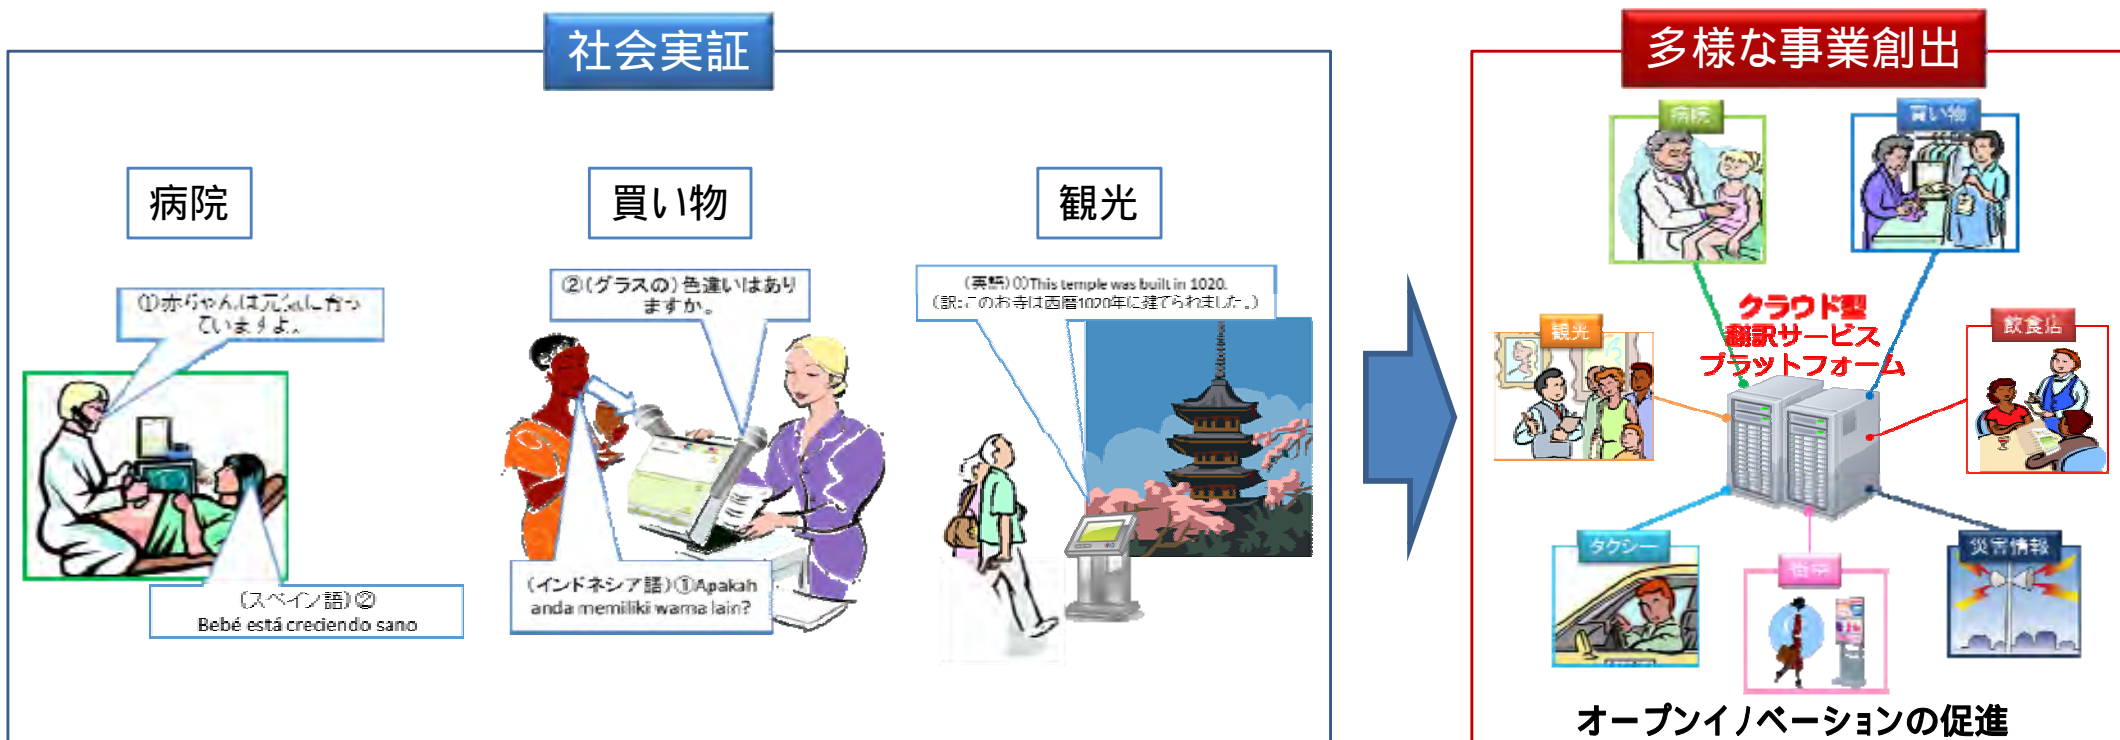 社会実証
病院
買い物
観光
①赤ちゃんは元気に育っ
ていますよ。
(スペイン語)②
Bebé está creciendo sano
②(グラスの)色違いはあり
ますか。
(インドネシア語)①Apakah
anda memiliki warna lain?
(英語)①This temple was built in 1020.
(訳:このお寺は西暦1020年に建てられました。)
多様な事業創出
病院
買い物
クラウド型
翻訳サービス
プラットフォーム
観光
飲食店
タクシー
災害情報
オープンイノベーションの促進